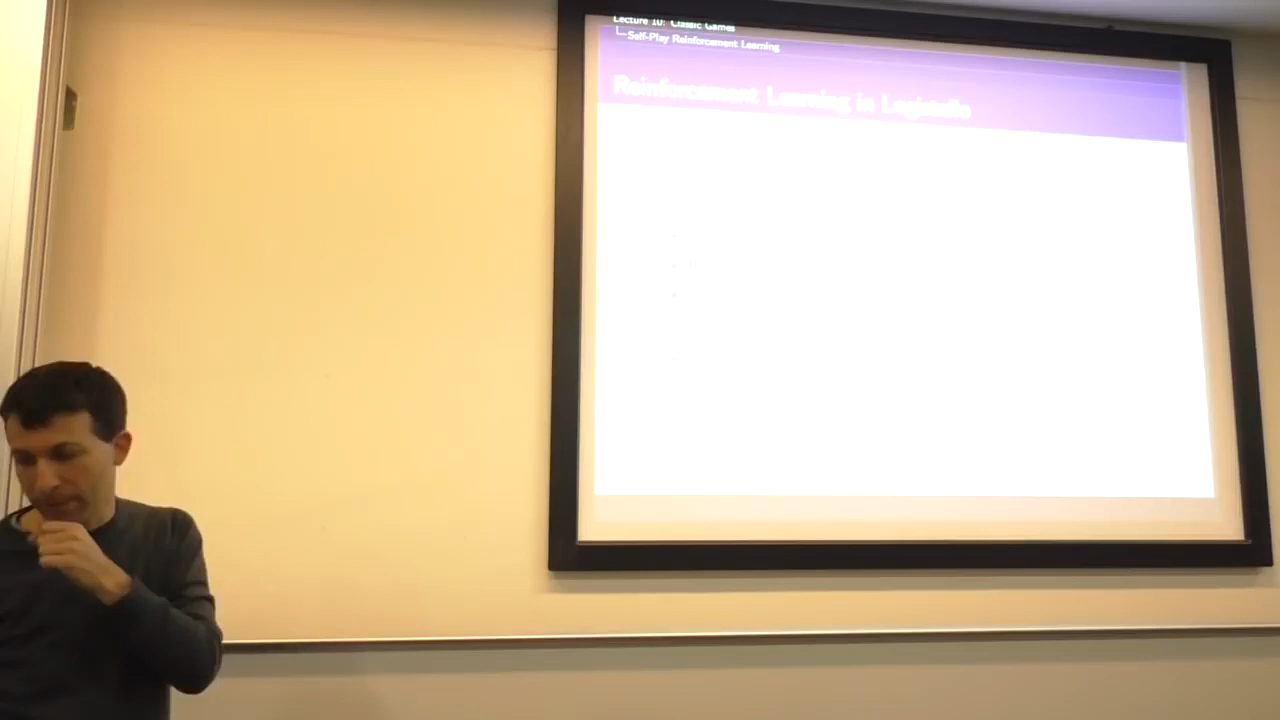 Lecture 10: Classic Games
Self-Play Reinforcement Learning
Reinforcement Learning in Logistello